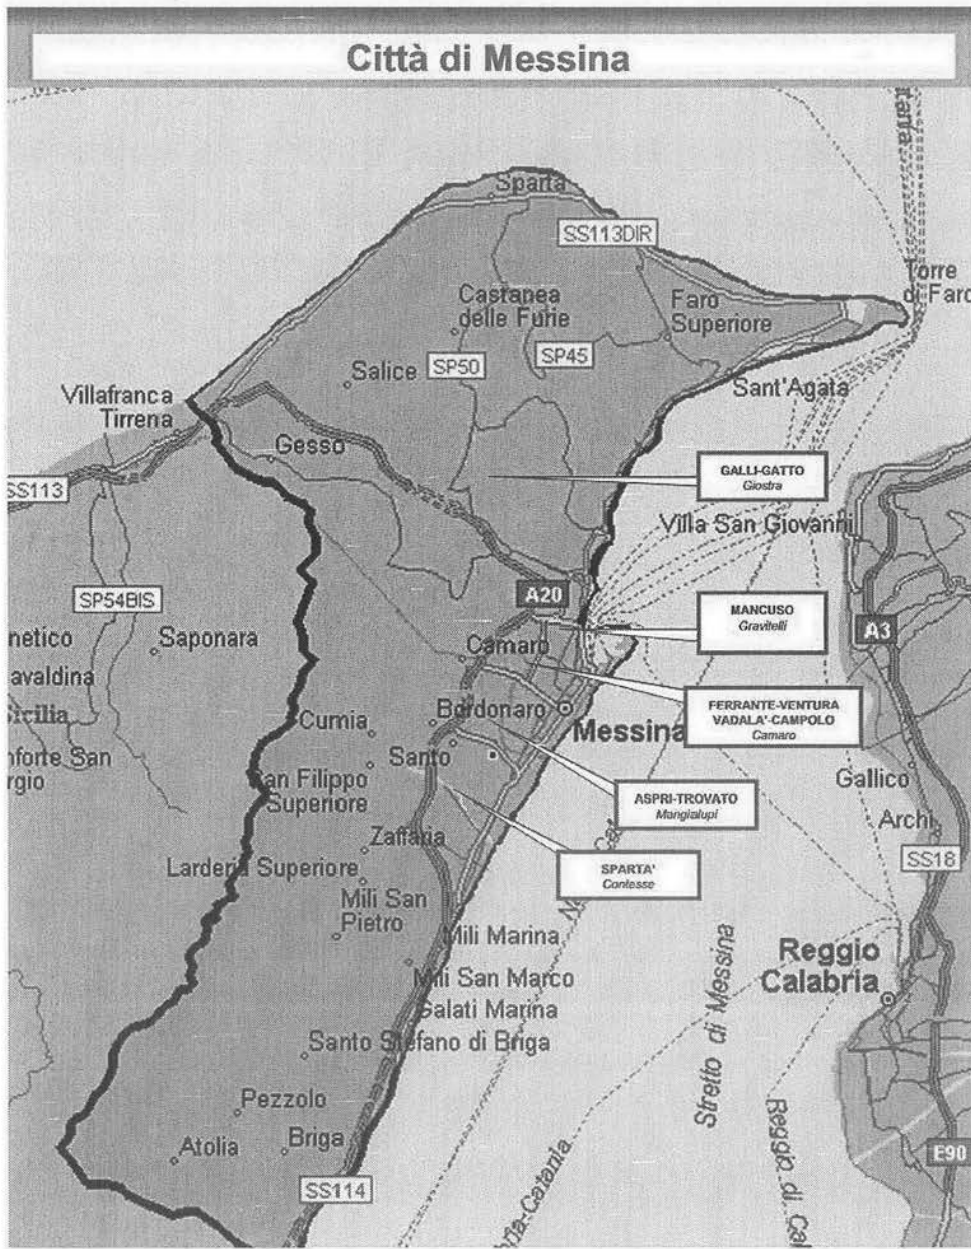 Città di Messina
Sparta
SS113DIR
Torre
di Faro
Castanea
delle Furie
Faro
Superiore
SP50
SP45
Salice
Sant'Agata
Villafranca
Tirrena
Gesso
GALLI-GATTO
Giostra
SS113
Villa San Giovanni
SP54BIS
A20
MANCUSO
Gravitelli
A3
Saponara
Camaro
FERRANTE-VENTURA
VADALA'-CAMPOLO
Camaro
Bordonaro
Messina
Cumia
Santo
San Filippo
Superiore
Gallico
ASPRI-TROVATO
Mangialupi
Archi
Zaffaria
SS18
Larderia Superiore
SPARTA'
Contesse
Mili San
Pietro
Mili Marina
Reggio
Calabria
Mili San Marco
Galati Marina
Stretto di Messina
Santo Stefano di Briga
Pezzolo
Briga
Atolia
SS114
E90